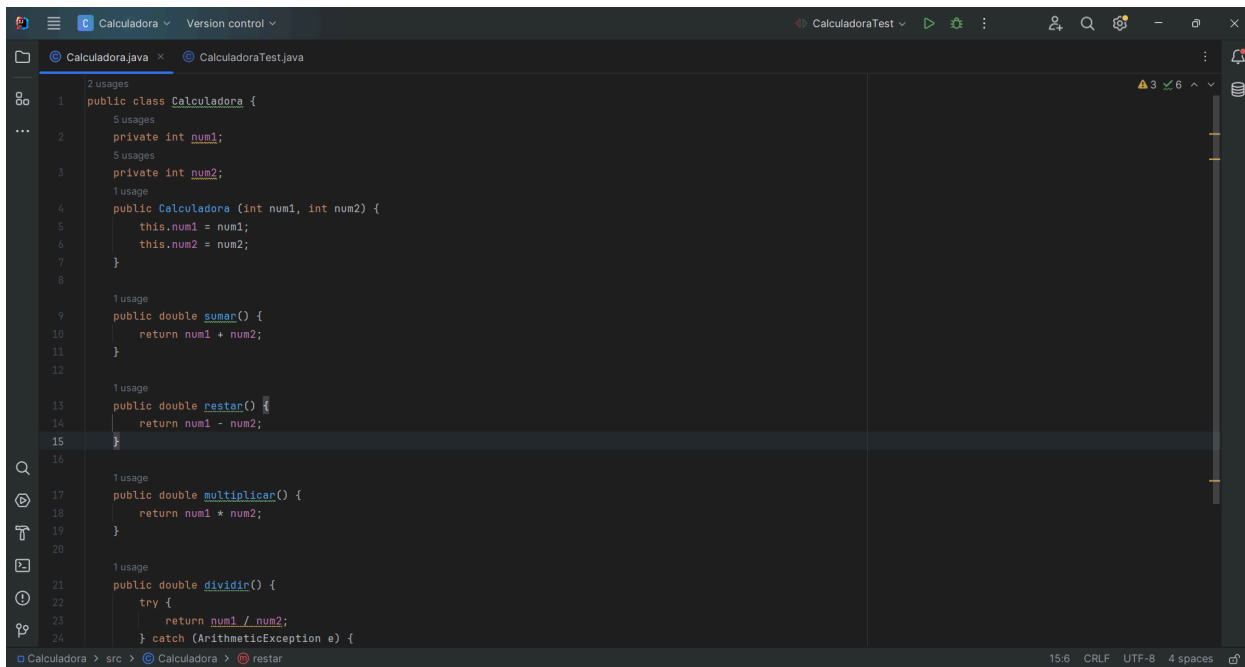 C Calculadora Version control CalculadoraTest
Calculadora.java × CalculadoraTest.java
2 usages 3 6
1 public class Calculadora {
5 usages
2 private int num1;
5 usages
3 private int num2;
1 usage
4 public Calculadora (int num1, int num2) {
5 this.num1 = num1;
6 this.num2 = num2;
7 }
8
1 usage
9 public double sumar() {
10 return num1 + num2;
11 }
12
1 usage
13 public double restar() {
14 return num1 - num2;
15 }
16
1 usage
17 public double multiplicar() {
18 return num1 * num2;
19 }
20
1 usage
21 public double dividir() {
22 try {
23 return num1 / num2;
24 } catch (ArithmeticException e) {
Calculadora > src > Calculadora > restar 15:6 CRLF UTF-8 4 spaces